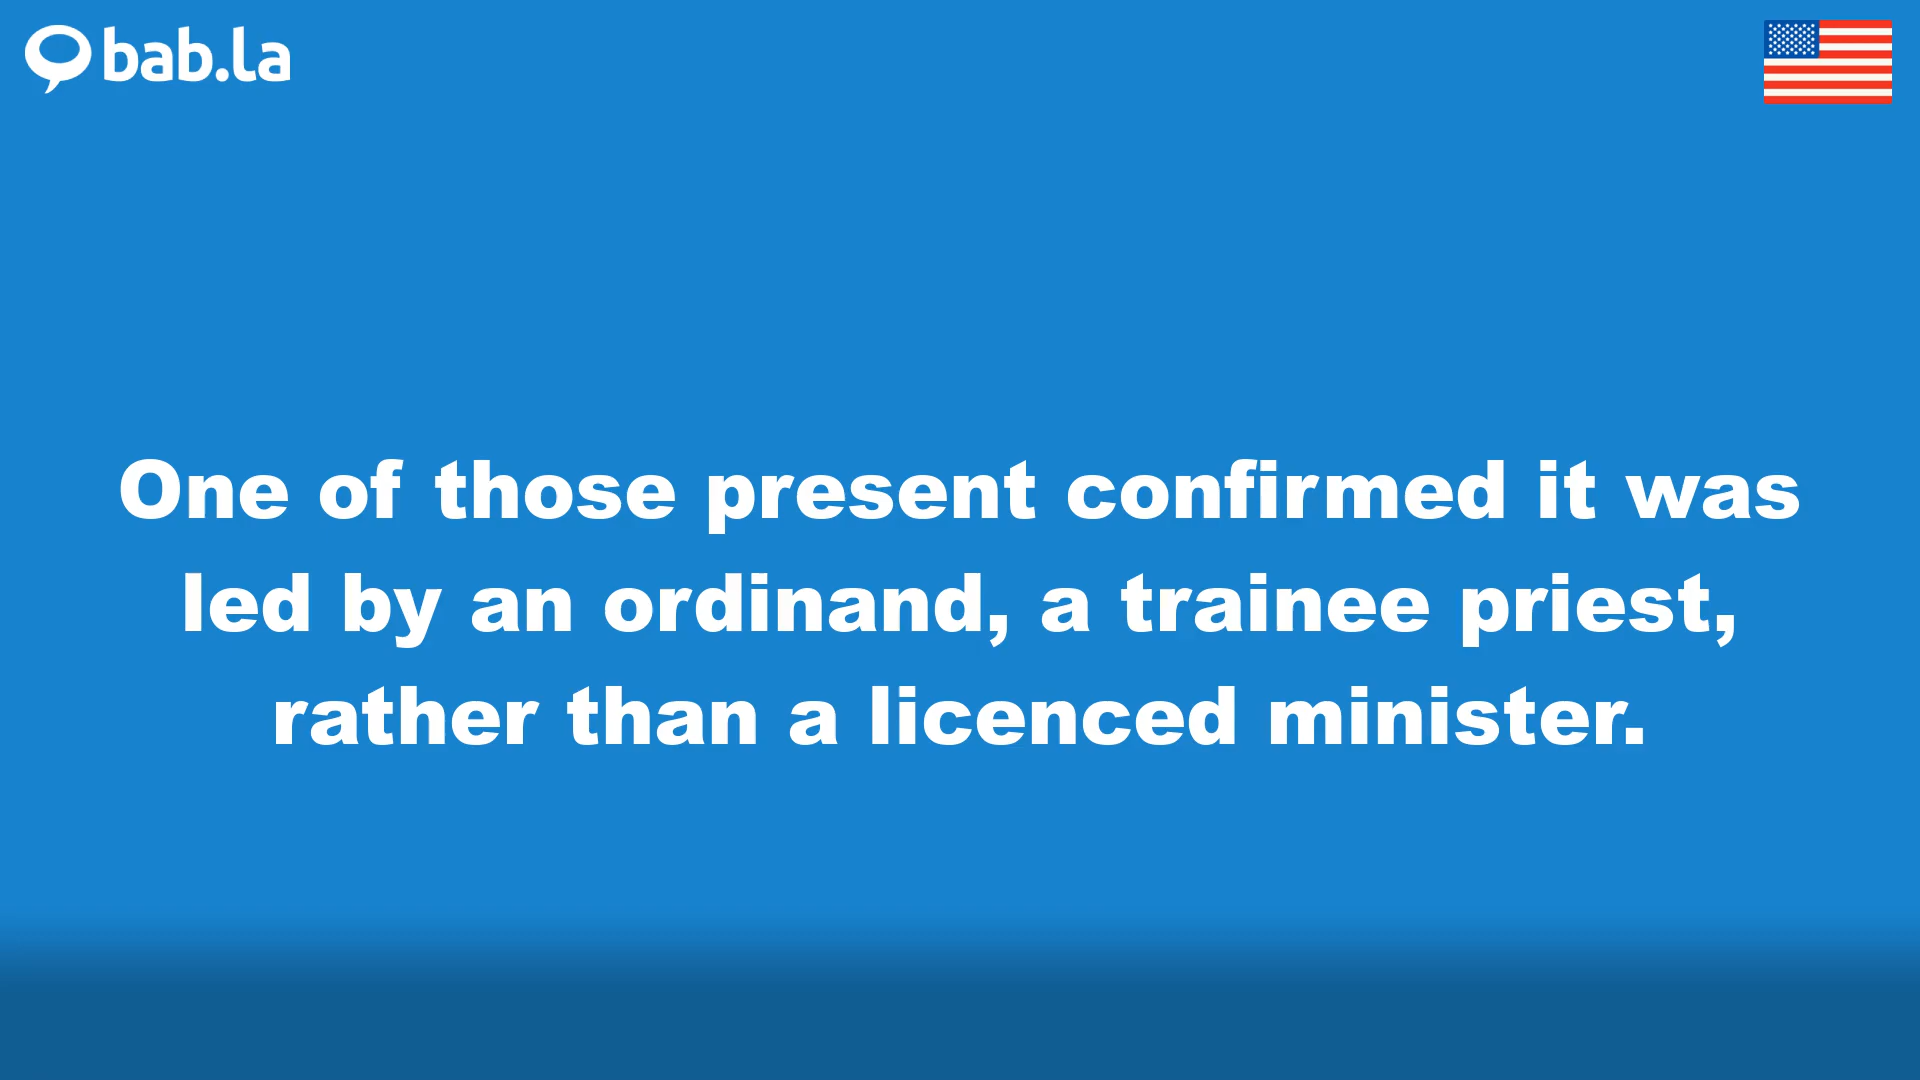 bab.la
One of those present confirmed it was
led by an ordinand, a trainee priest,
rather than a licenced minister.